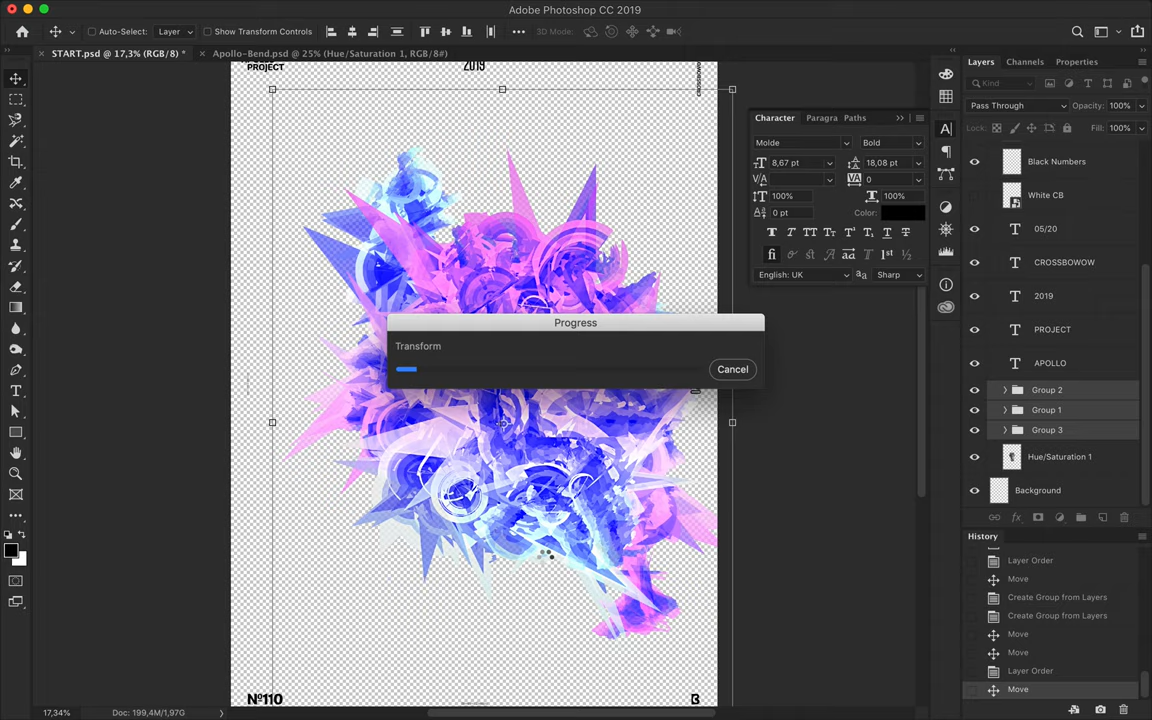 Adobe Photoshop CC 2019
Auto-Select:
Layer
Show Transform Controls
3D Mode:
START.psd @ 17,3% (RGB/8) *
Apollo-Bend.psd @ 25% (Hue/Saturation 1, RGB/8#)
PROJECT
2019
CROSSBOWOW
Nº110
B
Character
Paragra
Paths
Molde
Bold
8,67 pt
18,08 pt
0
100%
100%
0 pt
Color:
English: UK
Sharp
Progress
Transform
Cancel
Layers
Channels
Properties
Kind
Pass Through
Opacity:
100%
Lock:
Fill:
100%
Black Numbers
White CB
05/20
CROSSBOWOW
2019
PROJECT
APOLLO
Group 2
Group 1
Group 3
Hue/Saturation 1
Background
History
Layer Order
Move
Create Group from Layers
Create Group from Layers
Move
Move
Layer Order
Move
17,34%
Doc: 199,4M/1,97G